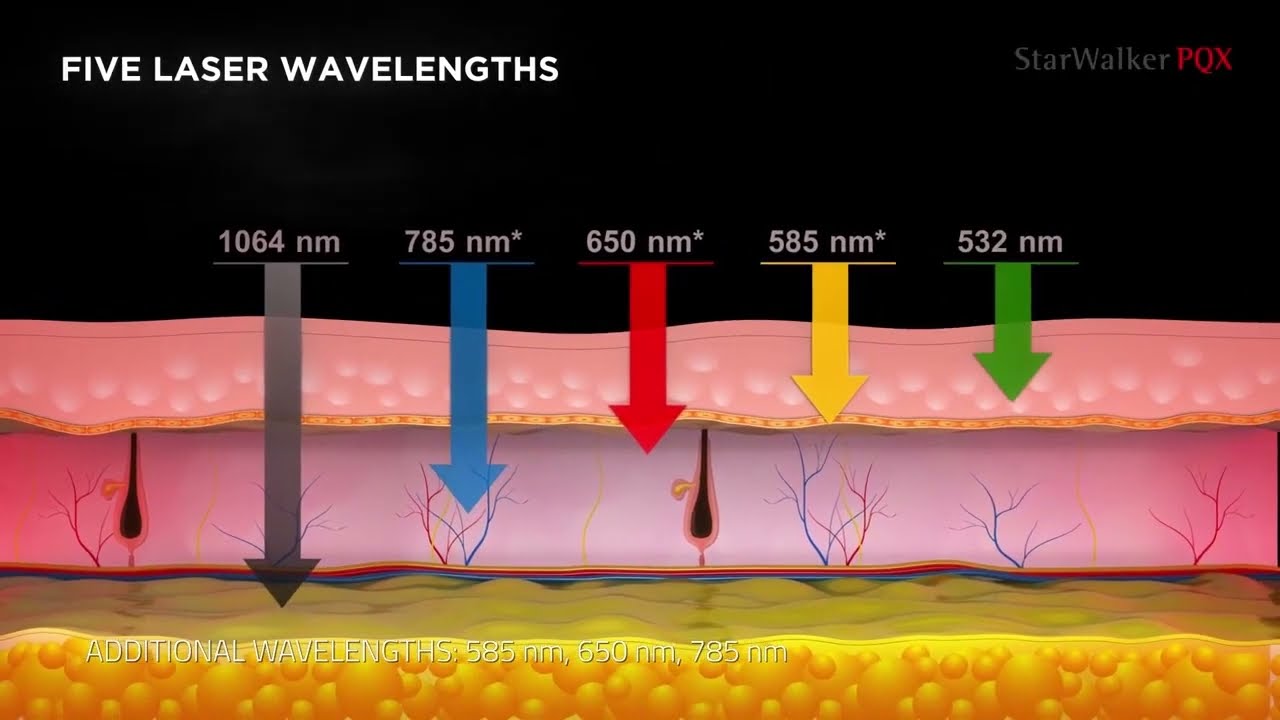 FIVE LASER WAVELENGTHS
StarWalker PQX
1064 nm
785 nm*
650 nm*
585 nm*
532 nm
ADDITIONAL WAVELENGTHS: 585 nm, 650 nm, 785 nm